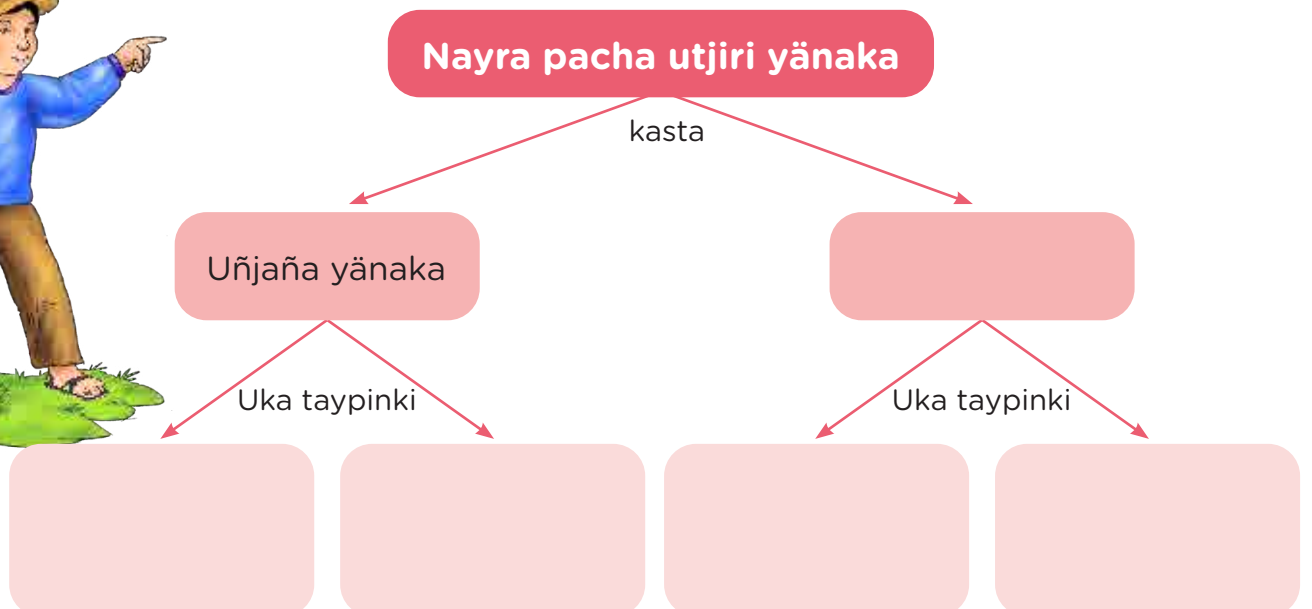 Nayra pacha utjiri yänaka
kasta
Uñjaña yänaka
Uka taypinki
Uka taypinki